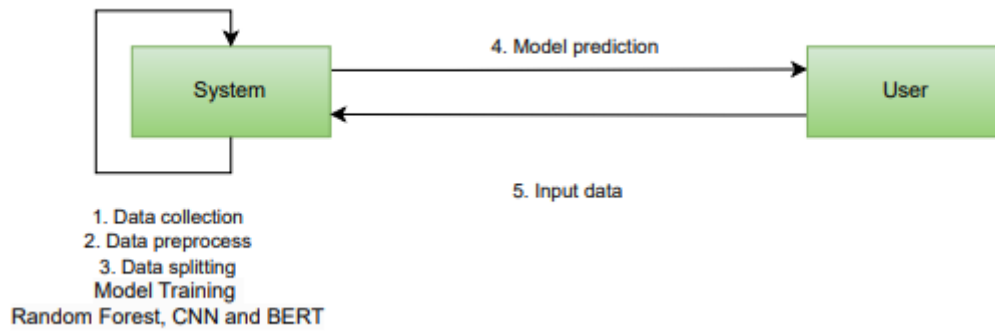 4. Model prediction
System
User
5. Input data
1. Data collection
2. Data preprocess
3. Data splitting
Model Training
Random Forest, CNN and BERT